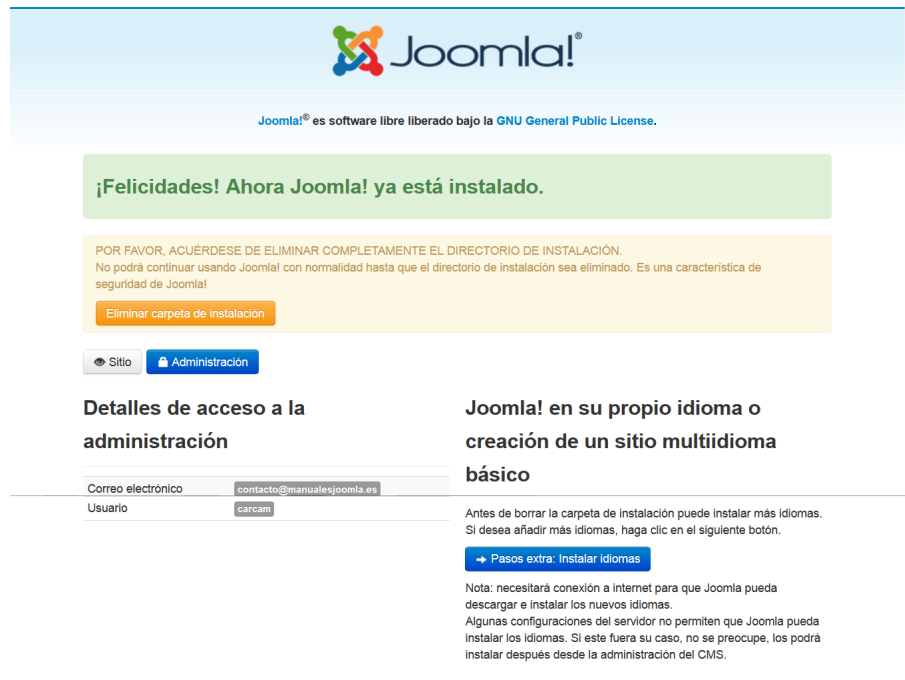 Joomla!®
Joomla!® es software libre liberado bajo la GNU General Public License.
¡Felicidades! Ahora Joomla! ya está instalado.
POR FAVOR, ACUÉRDESE DE ELIMINAR COMPLETAMENTE EL DIRECTORIO DE INSTALACIÓN.
No podrá continuar usando Joomla! con normalidad hasta que el directorio de instalación sea eliminado. Es una característica de
seguridad de Joomla!
Eliminar carpeta de instalación
Sitio
Administración
Detalles de acceso a la
administración
Correo electrónico contacto@manualesjoomla.es
Usuario carcam
Joomla! en su propio idioma o
creación de un sitio multiidioma
básico
Antes de borrar la carpeta de instalación puede instalar más idiomas.
Si desea añadir más idiomas, haga clic en el siguiente botón.
Pasos extra: Instalar idiomas
Nota: necesitará conexión a internet para que Joomla pueda
descargar e instalar los nuevos idiomas.
Algunas configuraciones del servidor no permiten que Joomla pueda
instalar los idiomas. Si este fuera su caso, no se preocupe, los podrá
instalar después desde la administración del CMS.